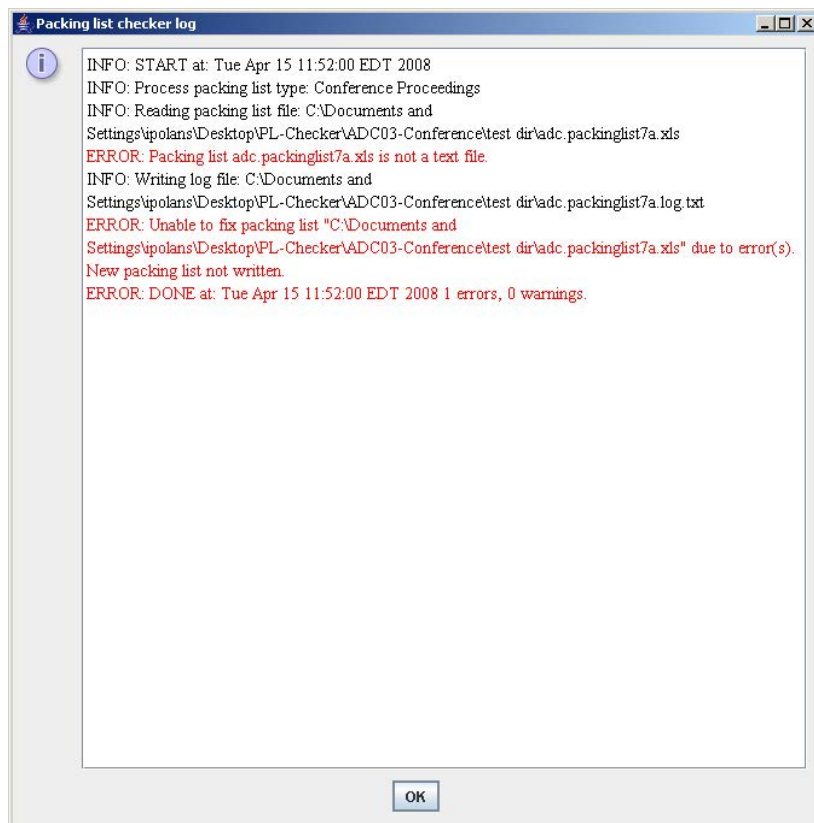 Packing list checker log
i
INFO: START at: Tue Apr 15 11:52:00 EDT 2008
INFO: Process packing list type: Conference Proceedings
INFO: Reading packing list file: C:\Documents and
Settings\ipolans\Desktop\PL-Checker\ADC03-Conference\test dir\adc.packinglist7a.xls
ERROR: Packing list adc.packinglist7a.xls is not a text file.
INFO: Writing log file: C:\Documents and
Settings\ipolans\Desktop\PL-Checker\ADC03-Conference\test dir\adc.packinglist7a.log.txt
ERROR: Unable to fix packing list "C:\Documents and
Settings\ipolans\Desktop\PL-Checker\ADC03-Conference\test dir\adc.packinglist7a.xls" due to error(s).
New packing list not written.
ERROR: DONE at: Tue Apr 15 11:52:00 EDT 2008 1 errors, 0 warnings.
OK